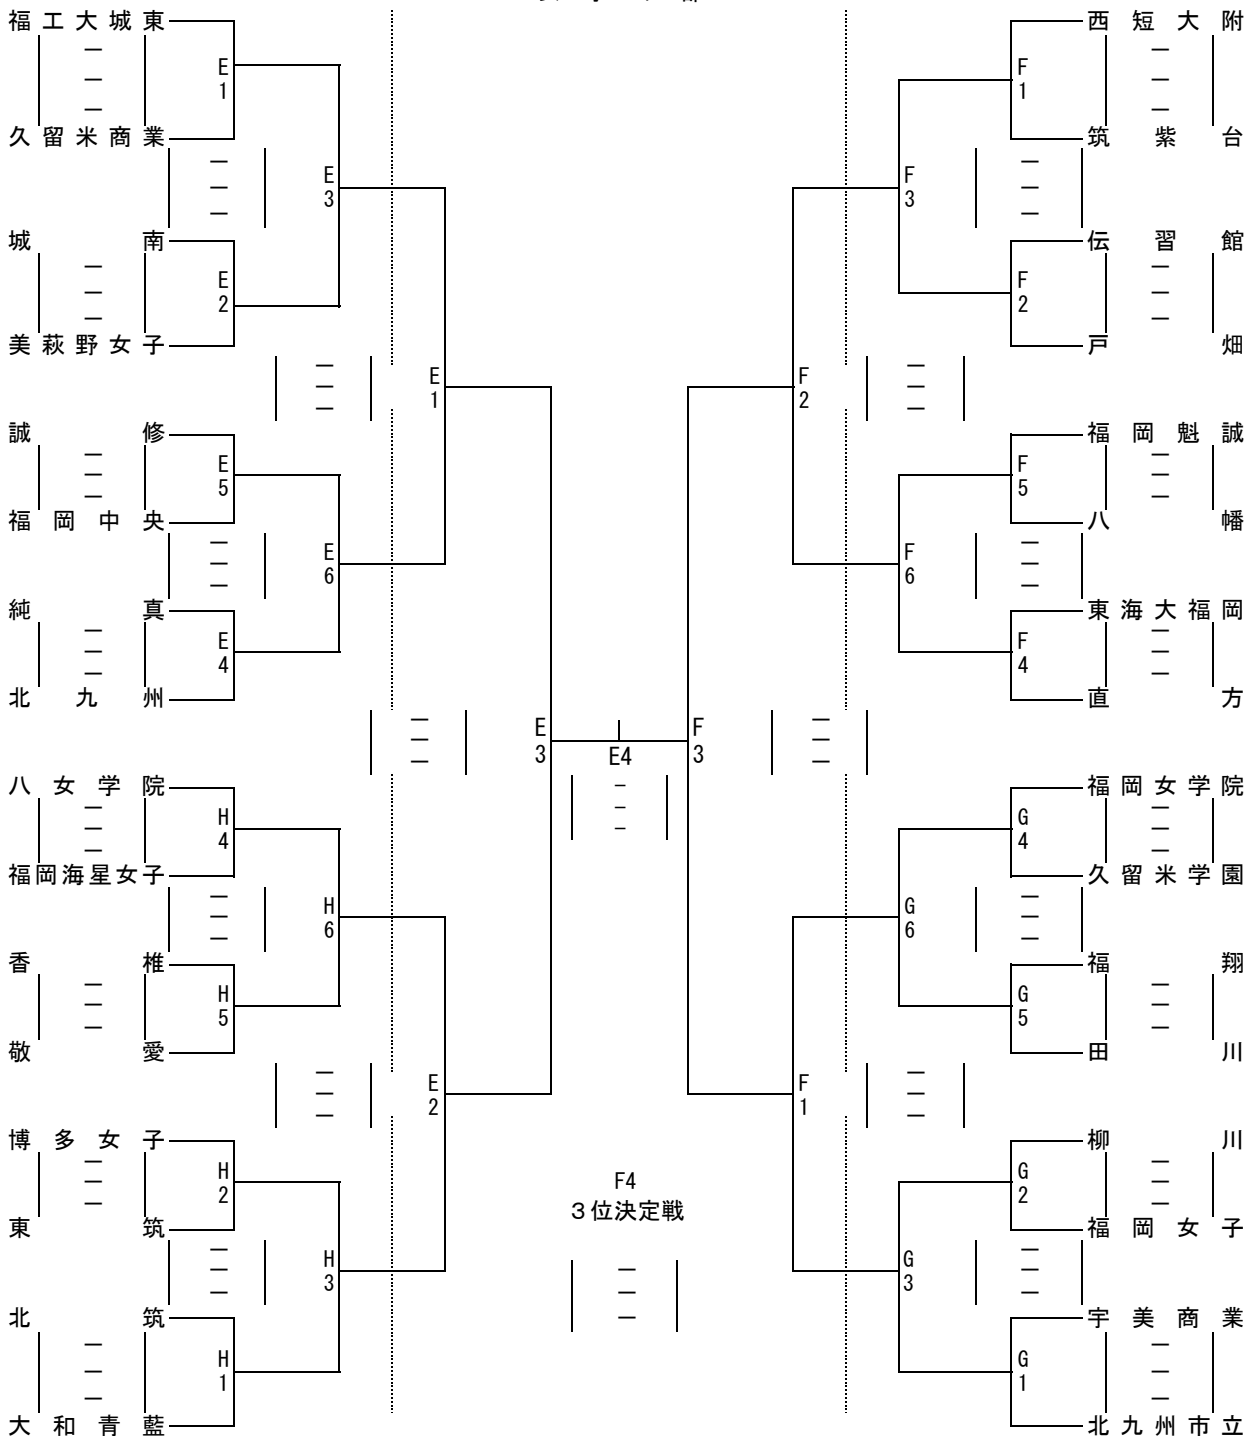 福工大城東
E1
久留米商業
E3
城南
E2
美萩野女子
E1
誠修
E5
福岡中央
E6
純真
E4
北九州
E3
八女学院
H4
福岡海星女子
H6
香椎
H5
敬愛
E2
博多女子
H2
東筑
H3
北筑
H1
大和青藍
E4
F4
3位決定戦
西短大附
F1
筑紫台
F3
伝習館
F2
戸畑
F2
福岡魁誠
F5
八幡
F6
東海大福岡
F4
直方
F3
福岡女学院
G4
久留米学園
G6
福翔
G5
田川
F1
柳川
G2
福岡女子
G3
宇美商業
G1
北九州市立